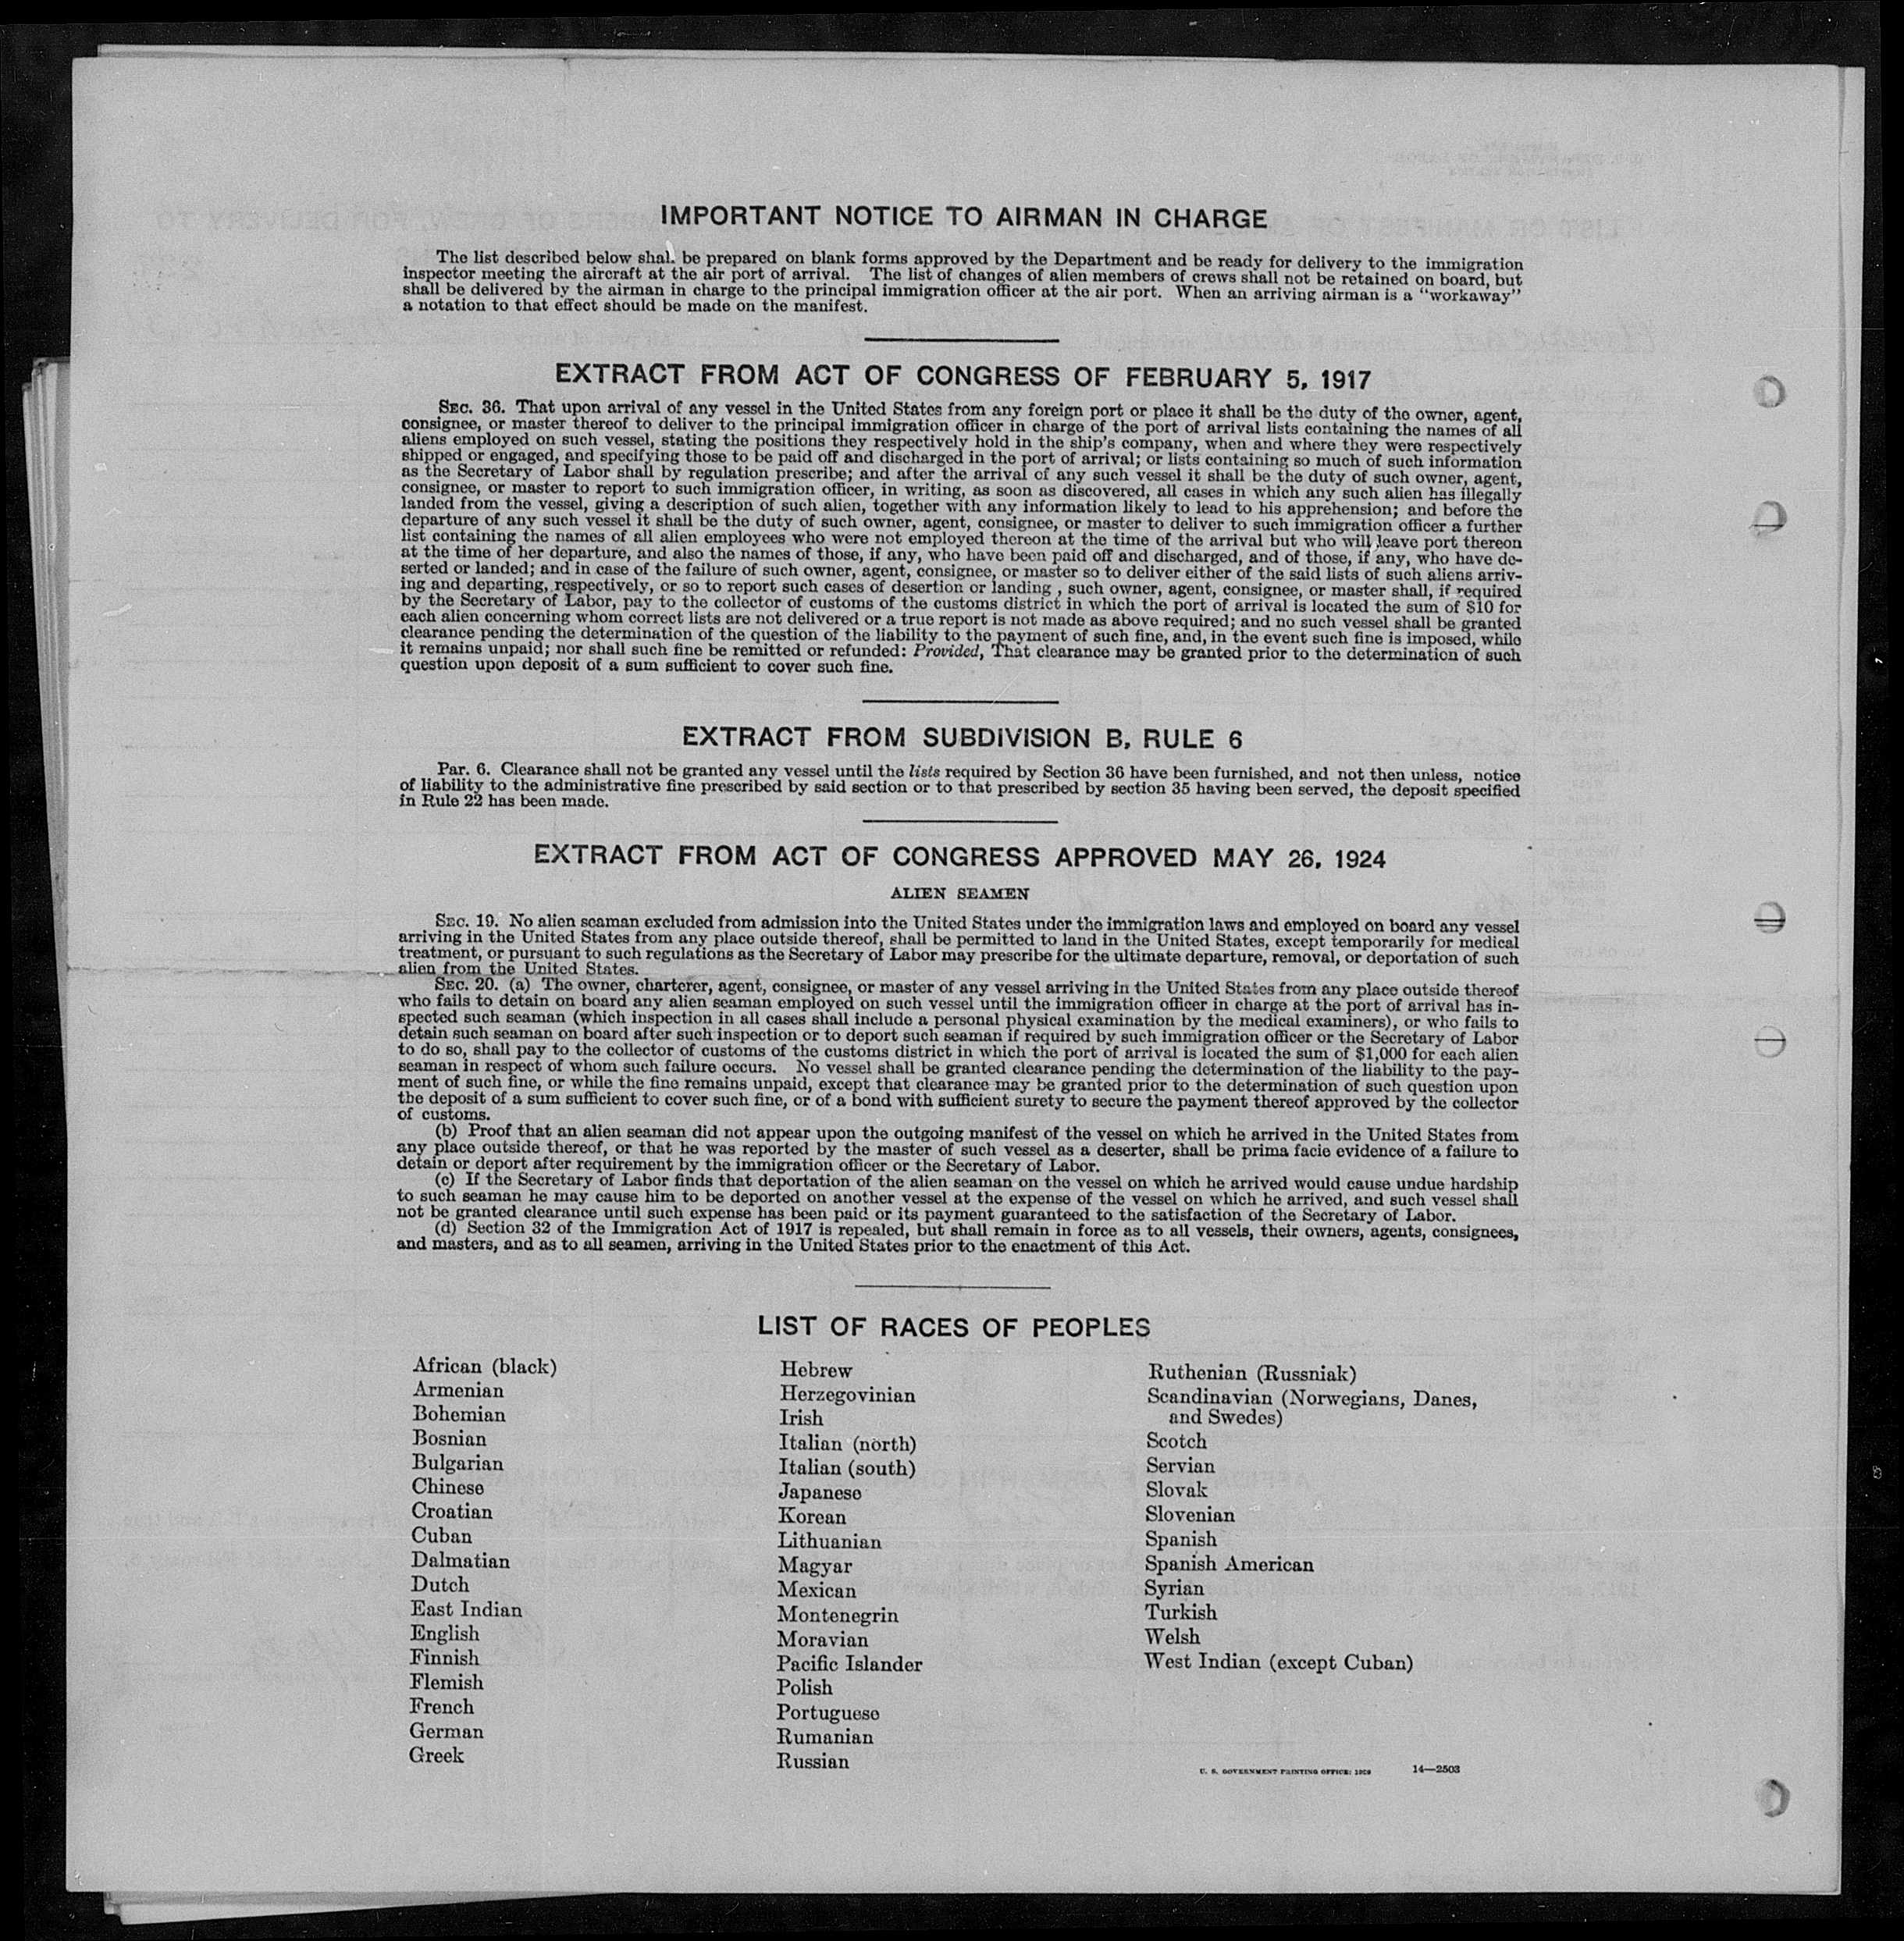 IMPORTANT NOTICE TO AIRMAN IN CHARGE
The list described below shal. be prepared on blank forms approved by the Department and be ready for delivery to the immigration
inspector meeting the aircraft at the air port of arrival. The list of changes of alien members of crews shall not be retained on board, but
shall be delivered by the airman in charge to the principal immigration officer at the air port. When an arriving airman is a “workaway”
a notation to that effect should be made on the manifest.
EXTRACT FROM ACT OF CONGRESS OF FEBRUARY 5, 1917
SEC. 36. That upon arrival of any vessel in the United States from any foreign port or place it shall be the duty of the owner, agent,
consignee, or master thereof to deliver to the principal immigration officer in charge of the port of arrival lists containing the names of all
aliens employed on such vessel, stating the positions they respectively hold in the ship's company, when and where they were respectively
shipped or engaged, and specifying those to be paid off and discharged in the port of arrival; or lists containing so much of such information
as the Secretary of Labor shall by regulation prescribe; and after the arrival of any such vessel it shall be the duty of such owner, agent,
consignee, or master to report to such immigration officer, in writing, as soon as discovered, all cases in which any such alien has illegally
landed from the vessel, giving a description of such alien, together with any information likely to lead to his apprehension; and before the
departure of any such vessel it shall be the duty of such owner, agent, consignee, or master to deliver to such immigration officer a further
list containing the names of all alien employees who were not employed thereon at the time of the arrival but who will leave port thereon
at the time of her departure, and also the names of those, if any, who have been paid off and discharged, and of those, if any, who have de-
serted or landed; and in case of the failure of such owner, agent, consignee, or master so to deliver either of the said lists of such aliens arriv-
ing and departing, respectively, or so to report such cases of desertion or landing , such owner, agent, consignee, or master shall, if required
by the Secretary of Labor, pay to the collector of customs of the customs district in which the port of arrival is located the sum of $10 for
each alien concerning whom correct lists are not delivered or a true report is not made as above required; and no such vessel shall be granted
clearance pending the determination of the question of the liability to the payment of such fine, and, in the event such fine is imposed, while
it remains unpaid; nor shall such fine be remitted or refunded: Provided, That clearance may be granted prior to the determination of such
question upon deposit of a sum sufficient to cover such fine.
EXTRACT FROM SUBDIVISION B, RULE 6
Par. 6. Clearance shall not be granted any vessel until the lists required by Section 36 have been furnished, and not then unless, notice
of liability to the administrative fine prescribed by said section or to that prescribed by section 35 having been served, the deposit specified
in Rule 22 has been made.
EXTRACT FROM ACT OF CONGRESS APPROVED MAY 26, 1924
ALIEN SEAMEN
SEC. 19. No alien seaman excluded from admission into the United States under the immigration laws and employed on board any vessel
arriving in the United States from any place outside thereof, shall be permitted to land in the United States, except temporarily for medical
treatment, or pursuant to such regulations as the Secretary of Labor may prescribe for the ultimate departure, removal, or deportation of such
alien from the United States.
SEC. 20. (a) The owner, charterer, agent, consignee, or master of any vessel arriving in the United States from any place outside thereof
who fails to detain on board any alien seaman employed on such vessel until the immigration officer in charge at the port of arrival has in-
spected such seaman (which inspection in all cases shall include a personal physical examination by the medical examiners), or who fails to
detain such seaman on board after such inspection or to deport such seaman if required by such immigration officer or the Secretary of Labor
to do so, shall pay to the collector of customs of the customs district in which the port of arrival is located the sum of $1,000 for each alien
seaman in respect of whom such failure occurs. No vessel shall be granted clearance pending the determination of the liability to the pay-
ment of such fine, or while the fine remains unpaid, except that clearance may be granted prior to the determination of such question upon
the deposit of a sum sufficient to cover such fine, or of a bond with sufficient surety to secure the payment thereof approved by the collector
of customs.
(b) Proof that an alien seaman did not appear upon the outgoing manifest of the vessel on which he arrived in the United States from
any place outside thereof, or that he was reported by the master of such vessel as a deserter, shall be prima facie evidence of a failure to
detain or deport after requirement by the immigration officer or the Secretary of Labor.
(c) If the Secretary of Labor finds that deportation of the alien seaman on the vessel on which he arrived would cause undue hardship
to such seaman he may cause him to be deported on another vessel at the expense of the vessel on which he arrived, and such vessel shall
not be granted clearance until such expense has been paid or its payment guaranteed to the satisfaction of the Secretary of Labor.
(d) Section 32 of the Immigration Act of 1917 is repealed, but shall remain in force as to all vessels, their owners, agents, consignees,
and masters, and as to all seamen, arriving in the United States prior to the enactment of this Act.
LIST OF RACES OF PEOPLES
African (black)
Armenian
Bohemian
Bosnian
Bulgarian
Chinese
Croatian
Cuban
Dalmatian
Dutch
East Indian
English
Finnish
Flemish
French
German
Greek
Hebrew
Herzegovinian
Irish
Italian (north)
Italian (south)
Japanese
Korean
Lithuanian
Magyar
Mexican
Montenegrin
Moravian
Pacific Islander
Polish
Portuguese
Rumanian
Russian
Ruthenian (Russniak)
Scandinavian (Norwegians, Danes,
and Swedes)
Scotch
Servian
Slovak
Slovenian
Spanish
Spanish American
Syrian
Turkish
Welsh
West Indian (except Cuban)
U. S. GOVERNMENT PRINTING OFFICE: 14—2503